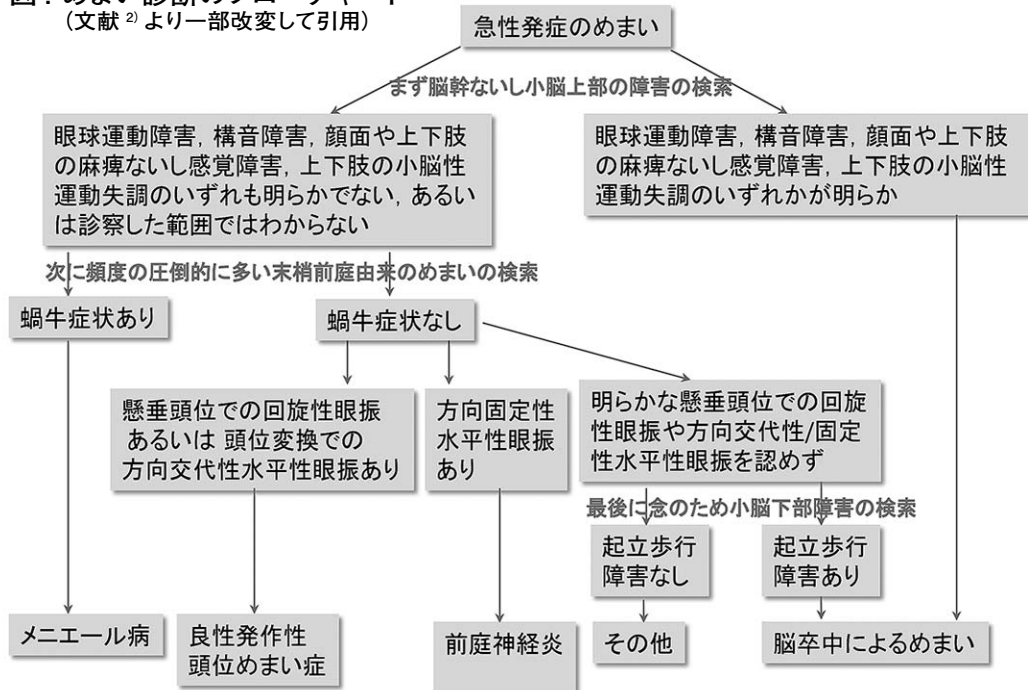 (文献 2) より一部改変して引用)
急性発症のめまい
まず脳幹ないし小脳上部の障害の検索
眼球運動障害, 構音障害, 顔面や上下肢
の麻痺ないし感覚障害, 上下肢の小脳性
運動失調のいずれも明らかでない, あるい
は診察した範囲ではわからない
眼球運動障害, 構音障害, 顔面や上下肢
の麻痺ないし感覚障害, 上下肢の小脳性
運動失調のいずれかが明らか
次に頻度の圧倒的に多い末梢前庭由来のめまいの検索
蝸牛症状あり
蝸牛症状なし
懸垂頭位での回旋性眼振
あるいは 頭位変換での
方向交代性水平性眼振あり
方向固定性
水平性眼振
あり
明らかな懸垂頭位での回旋
性眼振や方向交代性/固定
性水平性眼振を認めず
最後に念のため小脳下部障害の検索
起立歩行
障害なし
起立歩行
障害あり
メニエール病
良性発作性
頭位めまい症
前庭神経炎
その他
脳卒中によるめまい